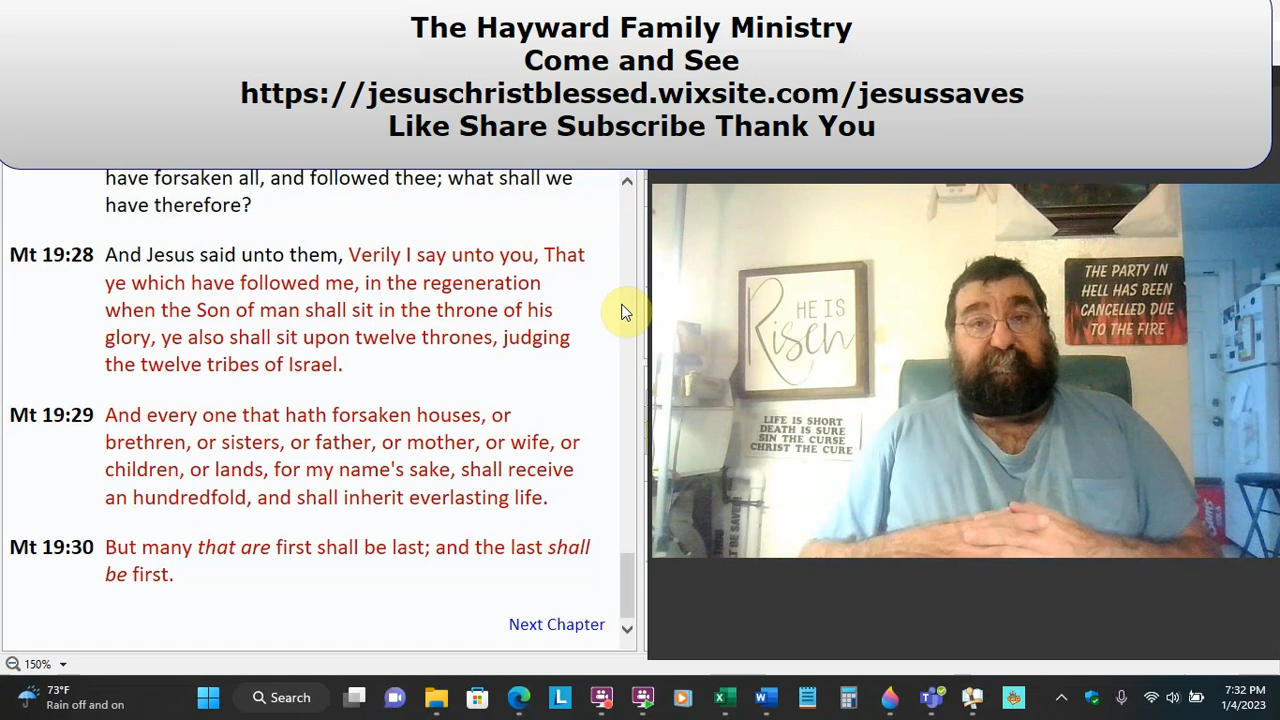 The Hayward Family Ministry
Come and See
https://jesuschristblessed.wixsite.com/jesussaves
Like Share Subscribe Thank You
have forsaken all, and followed thee; what shall we
have therefore?
Mt 19:28 And Jesus said unto them, Verily I say unto you, That
ye which have followed me, in the regeneration
when the Son of man shall sit in the throne of his
glory, ye also shall sit upon twelve thrones, judging
the twelve tribes of Israel.
Mt 19:29 And every one that hath forsaken houses, or
brethren, or sisters, or father, or mother, or wife, or
children, or lands, for my name's sake, shall receive
an hundredfold, and shall inherit everlasting life.
Mt 19:30 But many that are first shall be last; and the last shall
be first.
Next Chapter
150%
HE IS
Risen
LIFE IS SHORT
DEATH IS SURE
SIN THE CURSE
CHRIST THE CURE
THE PARTY IN
HELL HAS BEEN
CANCELLED DUE
TO THE FIRE
73°F
Rain off and on
Search
7:32 PM
1/4/2023